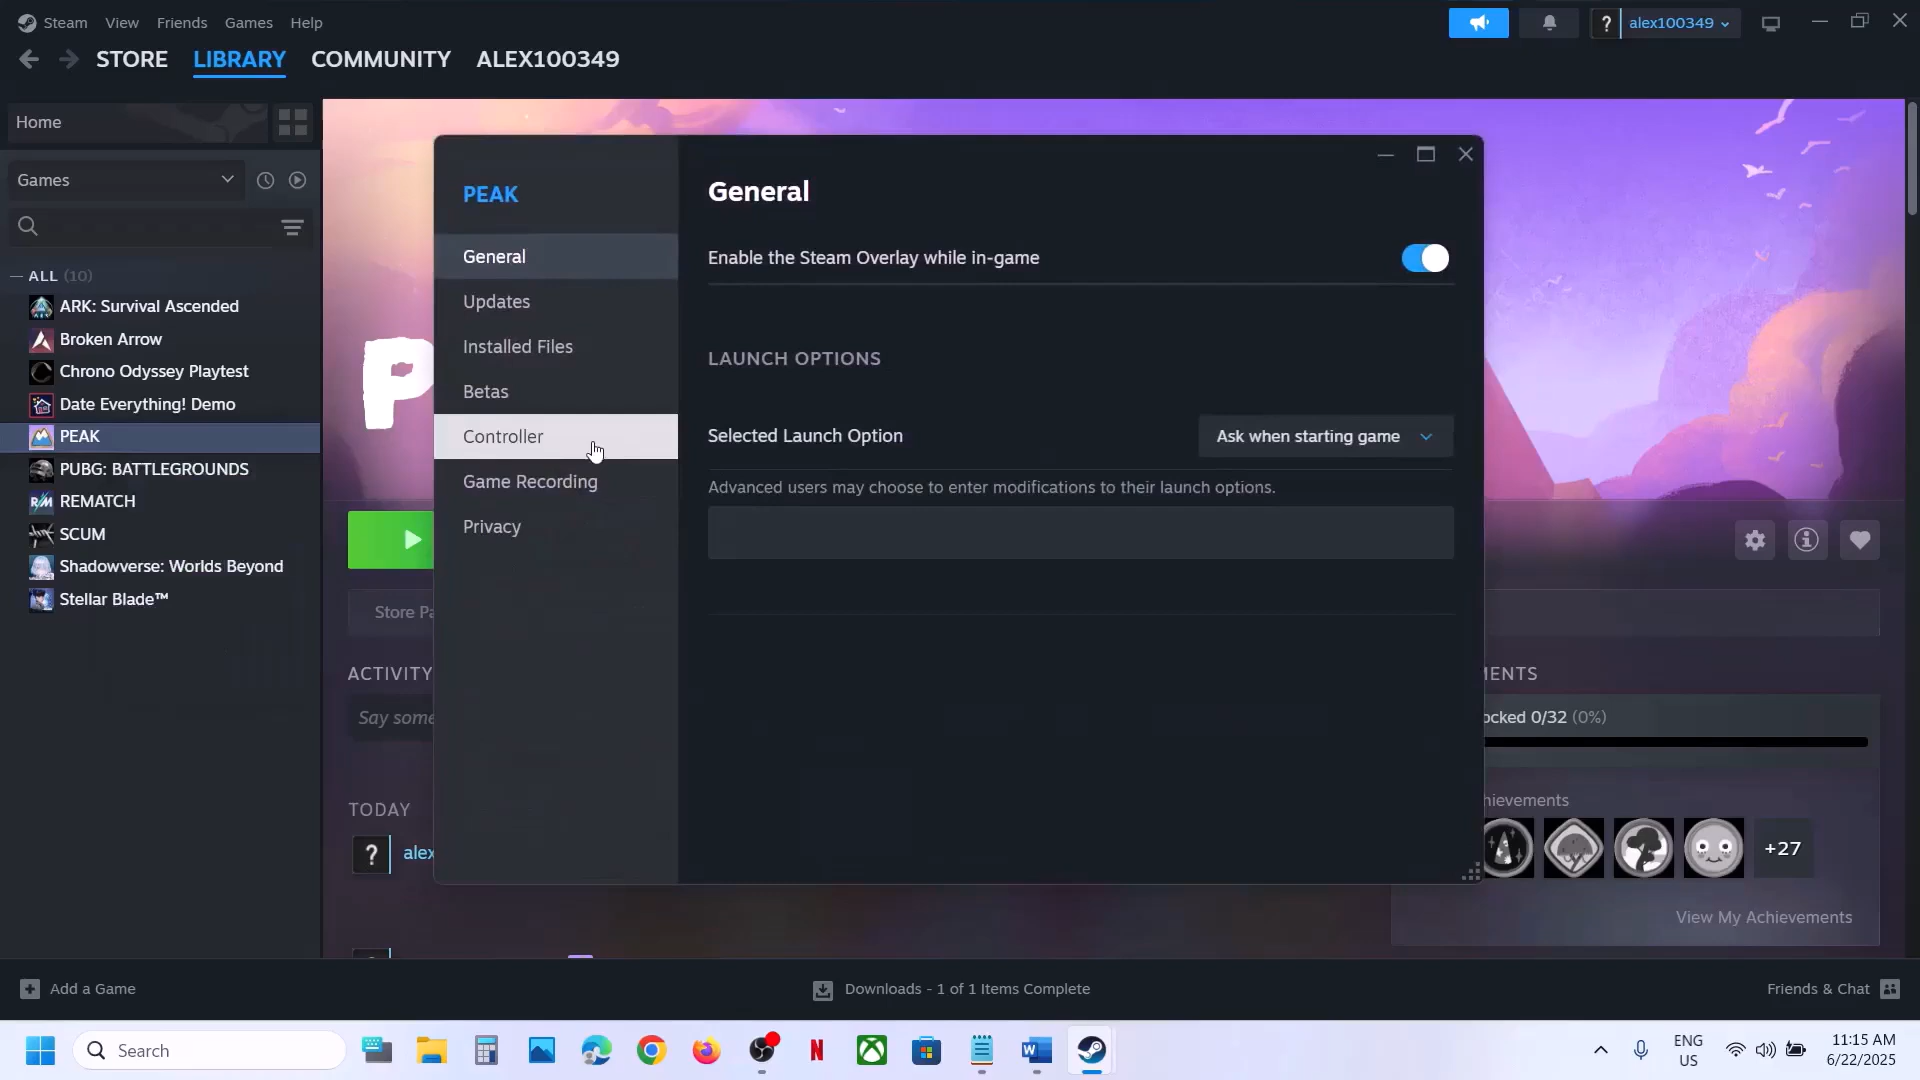 Steam View Friends Games Help
alex100349
STORE LIBRARY COMMUNITY ALEX100349
Home
Games
ALL (10)
ARK: Survival Ascended
Broken Arrow
Chrono Odyssey Playtest
Date Everything! Demo
PEAK
PUBG: BATTLEGROUNDS
REMATCH
SCUM
Shadowverse: Worlds Beyond
Stellar Blade™
P
Store Pa
ACTIVITY
Say some
TODAY
alex
PEAK
General
Updates
Installed Files
Betas
Controller
Game Recording
Privacy
General
Enable the Steam Overlay while in-game
LAUNCH OPTIONS
Selected Launch Option
Ask when starting game
Advanced users may choose to enter modifications to their launch options.
MENTS
ocked 0/32 (0%)
hievements
+27
View My Achievements
Add a Game
Downloads - 1 of 1 Items Complete
Friends & Chat
Search
ENG
US
11:15 AM
6/22/2025